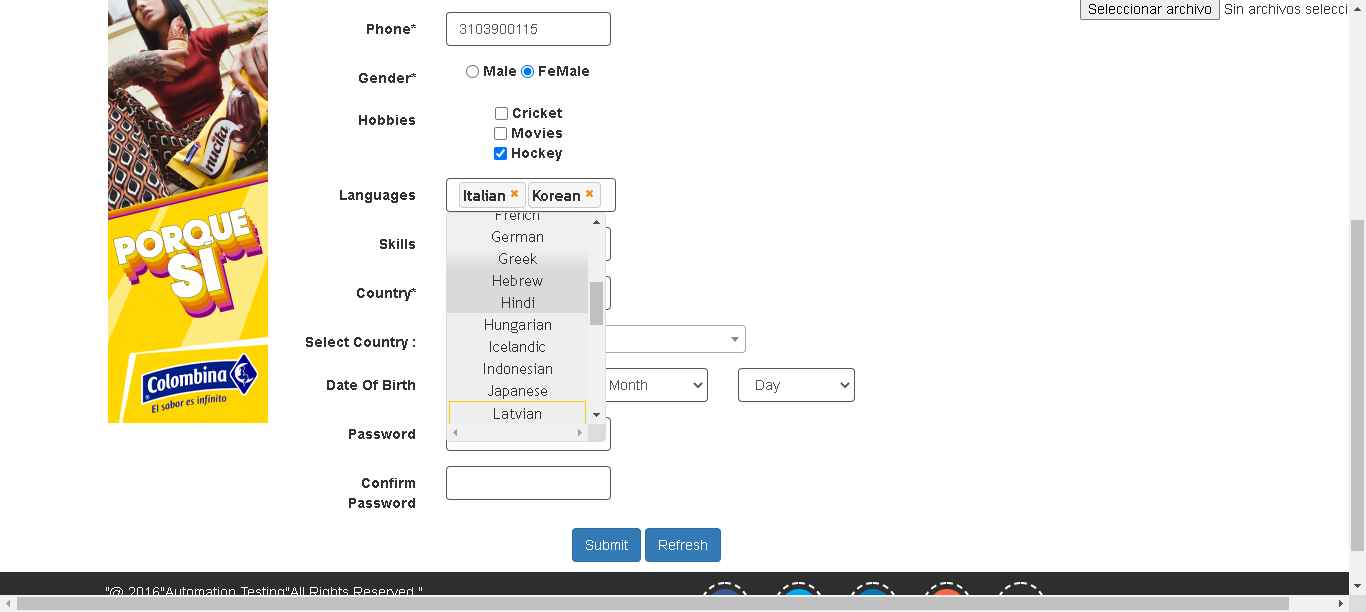 Seleccionar archivo Sin archivos selecci
Phone* 3103900115
Gender* Male FeMale
Hobbies Cricket
Movies
Hockey
Languages Italian Korean
French
German
Greek
Hebrew
Hindi
Hungarian
Icelandic
Indonesian
Japanese
Latvian
Skills
Country*
Select Country :
Date Of Birth Month Day
Password
Confirm
Password
Submit Refresh
nucita
PORQUE
SÍ
Colombina
El sabor es infinito
"@ 2016"Automation Testing"All Rights Reserved."